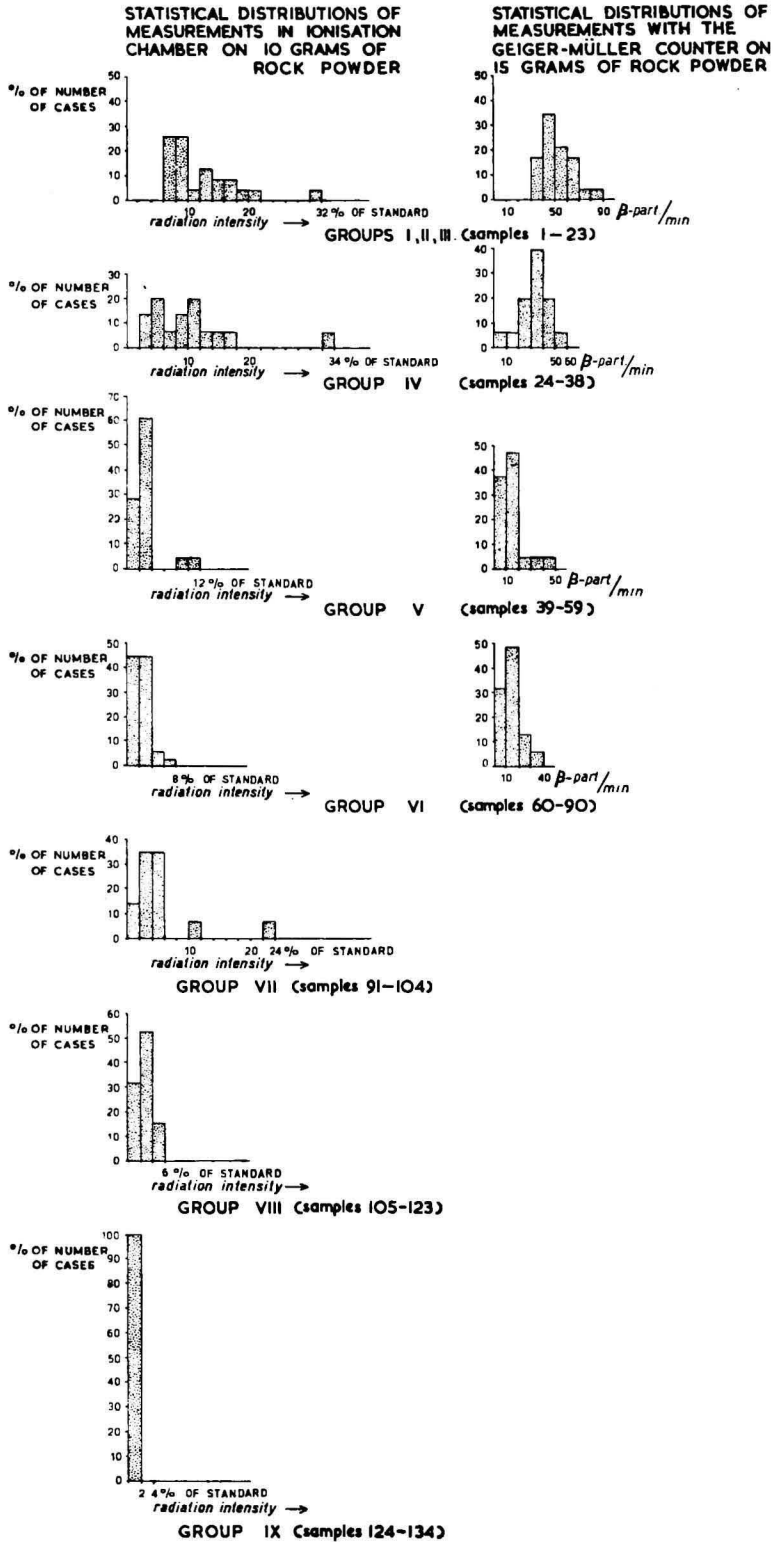 STATISTICAL DISTRIBUTIONS OF
MEASUREMENTS IN IONISATION
CHAMBER ON 10 GRAMS OF
ROCK POWDER
STATISTICAL DISTRIBUTIONS OF
MEASUREMENTS WITH THE
GEIGER-MÜLLER COUNTER ON
15 GRAMS OF ROCK POWDER
% OF NUMBER
OF CASES
50
40
30
20
10
0
10 20 32 % OF STANDARD
radiation intensity →
50
40
30
20
10
0
10 50 90 β-part/min
GROUPS I, II, III. (samples 1-23)
% OF NUMBER
OF CASES
30
20
10
0
10 20 34 % OF STANDARD
radiation intensity →
40
30
20
10
0
10 50 60 β-part/min
GROUP IV (samples 24-38)
% OF NUMBER
OF CASES
70
60
50
40
30
20
10
0
12 % OF STANDARD
radiation intensity →
50
40
30
20
10
0
10 50 β-part/min
GROUP V (samples 39-59)
% OF NUMBER
OF CASES
50
40
30
20
10
0
8 % OF STANDARD
radiation intensity →
50
40
30
20
10
0
10 40 β-part/min
GROUP VI (samples 60-90)
% OF NUMBER
OF CASES
40
30
20
10
0
10 20 24 % OF STANDARD
radiation intensity →
GROUP VII (samples 91-104)
% OF NUMBER
OF CASES
60
50
40
30
20
10
0
6 % OF STANDARD
radiation intensity →
GROUP VIII (samples 105-123)
% OF NUMBER
OF CASES
100
90
80
70
60
50
40
30
20
10
0
2 4 % OF STANDARD
radiation intensity →
GROUP IX (samples 124-134)